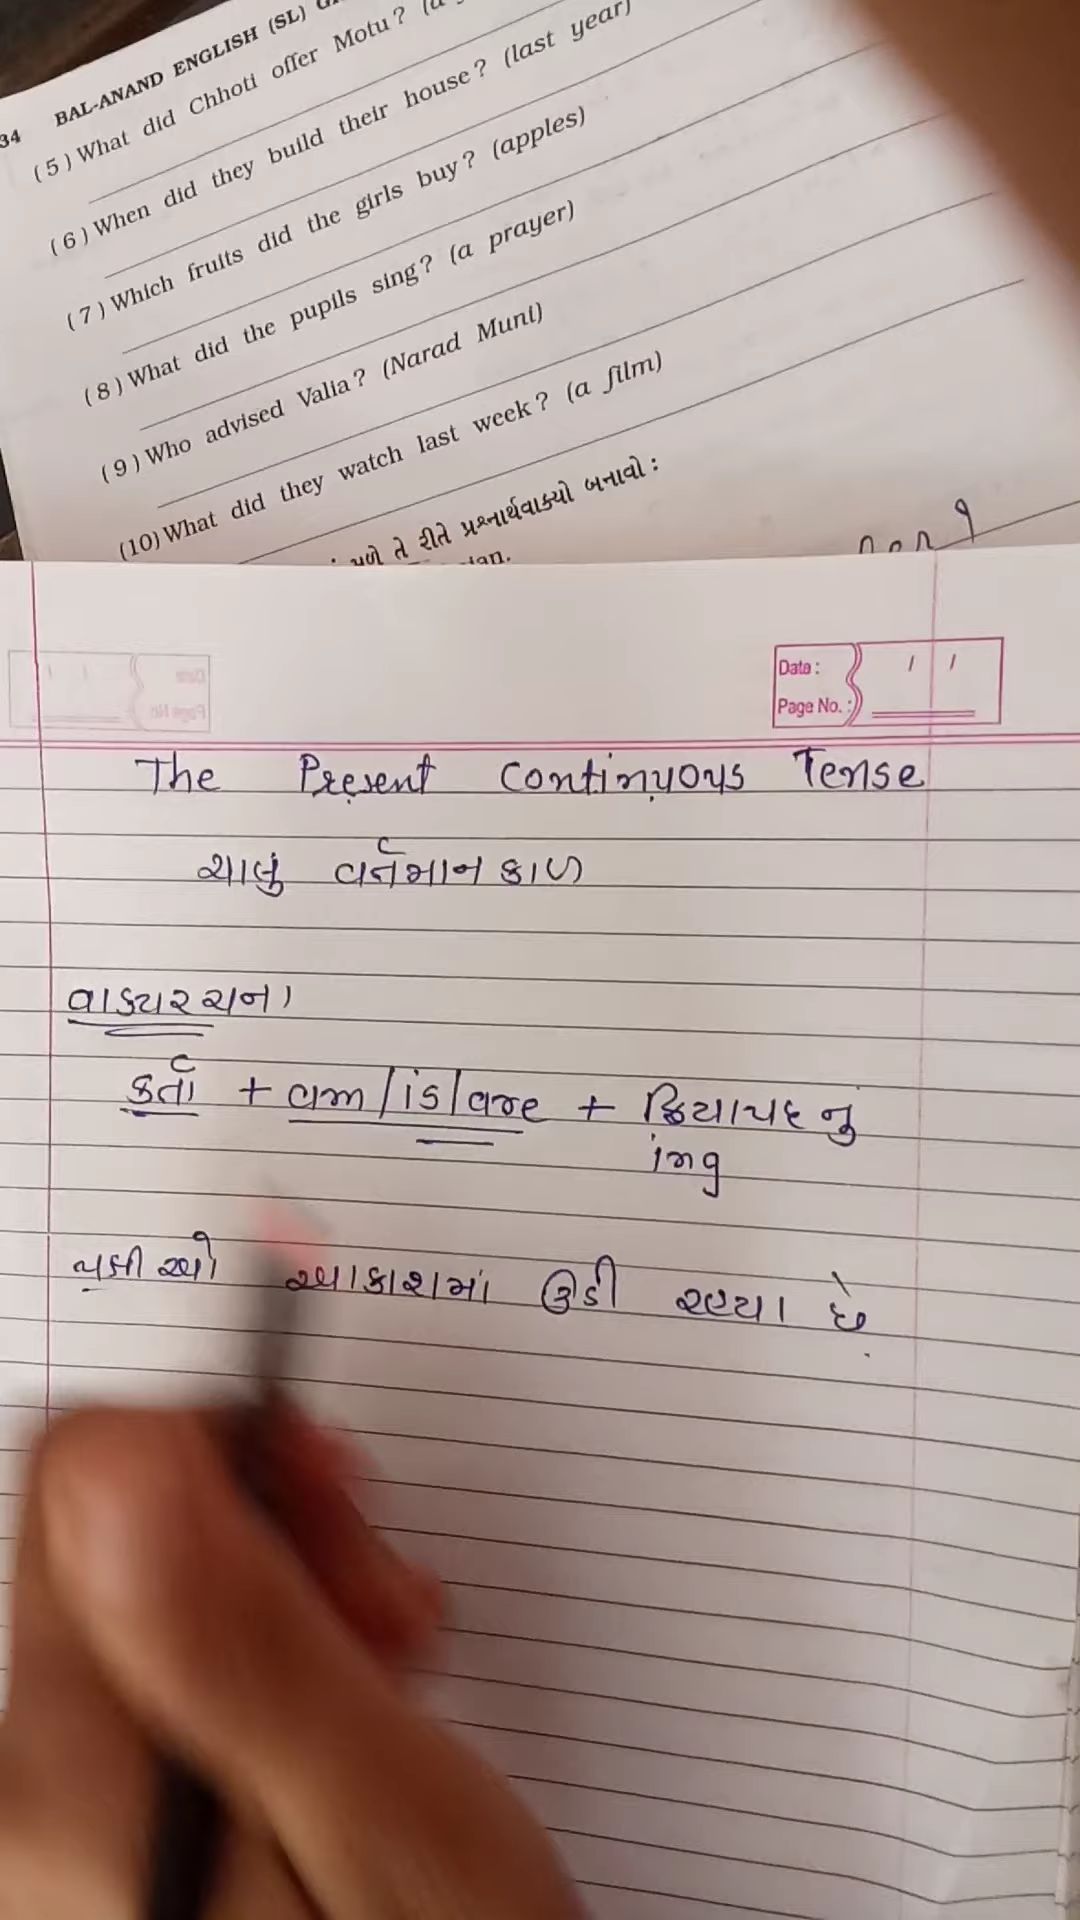 34 BAL-ANAND ENGLISH (SL)
(5) What did Chhoti offer Motu?
(6) When did they build their house? (last year)
(7) Which fruits did the girls buy? (apples)
(8) What did the pupils sing? (a prayer)
(9) Who advised Valia? (Narad Muni)
(10) What did they watch last week? (a film)
મળે તે રીતે પ્રશ્નાર્થવાક્યો બનાવો :
Date :
Page No. :
The Present Continuous Tense
ચાલું વર્તમાનકાળ
વાક્યરચના
કર્તા + am/is/are + ક્રિયાપદનું
ing
પક્ષીઓ આકાશમાં ઊડી રહ્યા છે